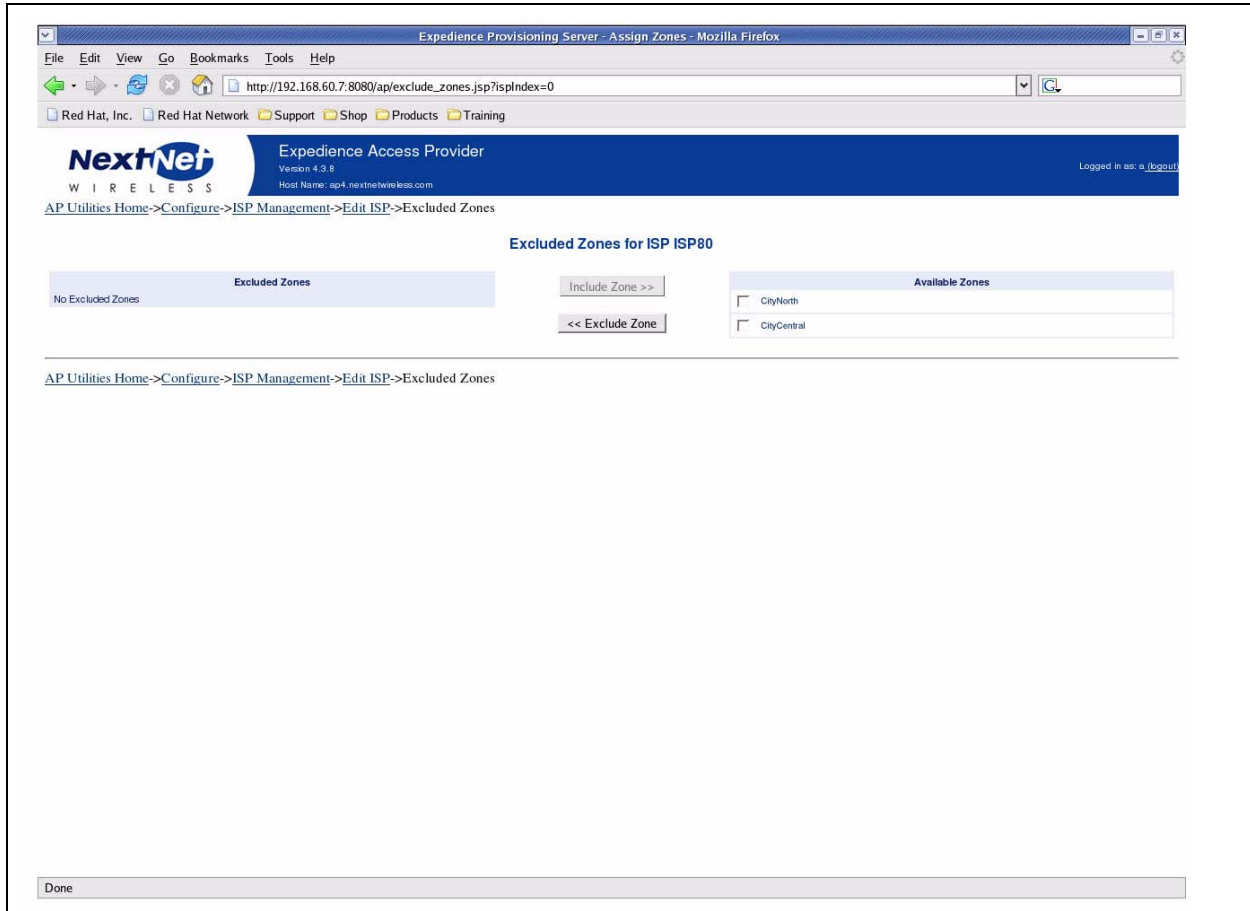 Expedience Provisioning Server - Assign Zones - Mozilla Firefox
File Edit View Go Bookmarks Tools Help
http://192.168.60.7:8080/ap/exclude_zones.jsp?ispIndex=0
G
Red Hat, Inc. Red Hat Network Support Shop Products Training
NextNet
WIRELESS
Expedience Access Provider
Version 4.3.8
Host Name: ap4.nextnetwireless.com
Logged in as: a (logout)
AP Utilities Home->Configure->ISP Management->Edit ISP->Excluded Zones
Excluded Zones for ISP ISP80
Excluded Zones
No Excluded Zones
Include Zone >>
<< Exclude Zone
Available Zones
CityNorth
CityCentral
AP Utilities Home->Configure->ISP Management->Edit ISP->Excluded Zones
Done